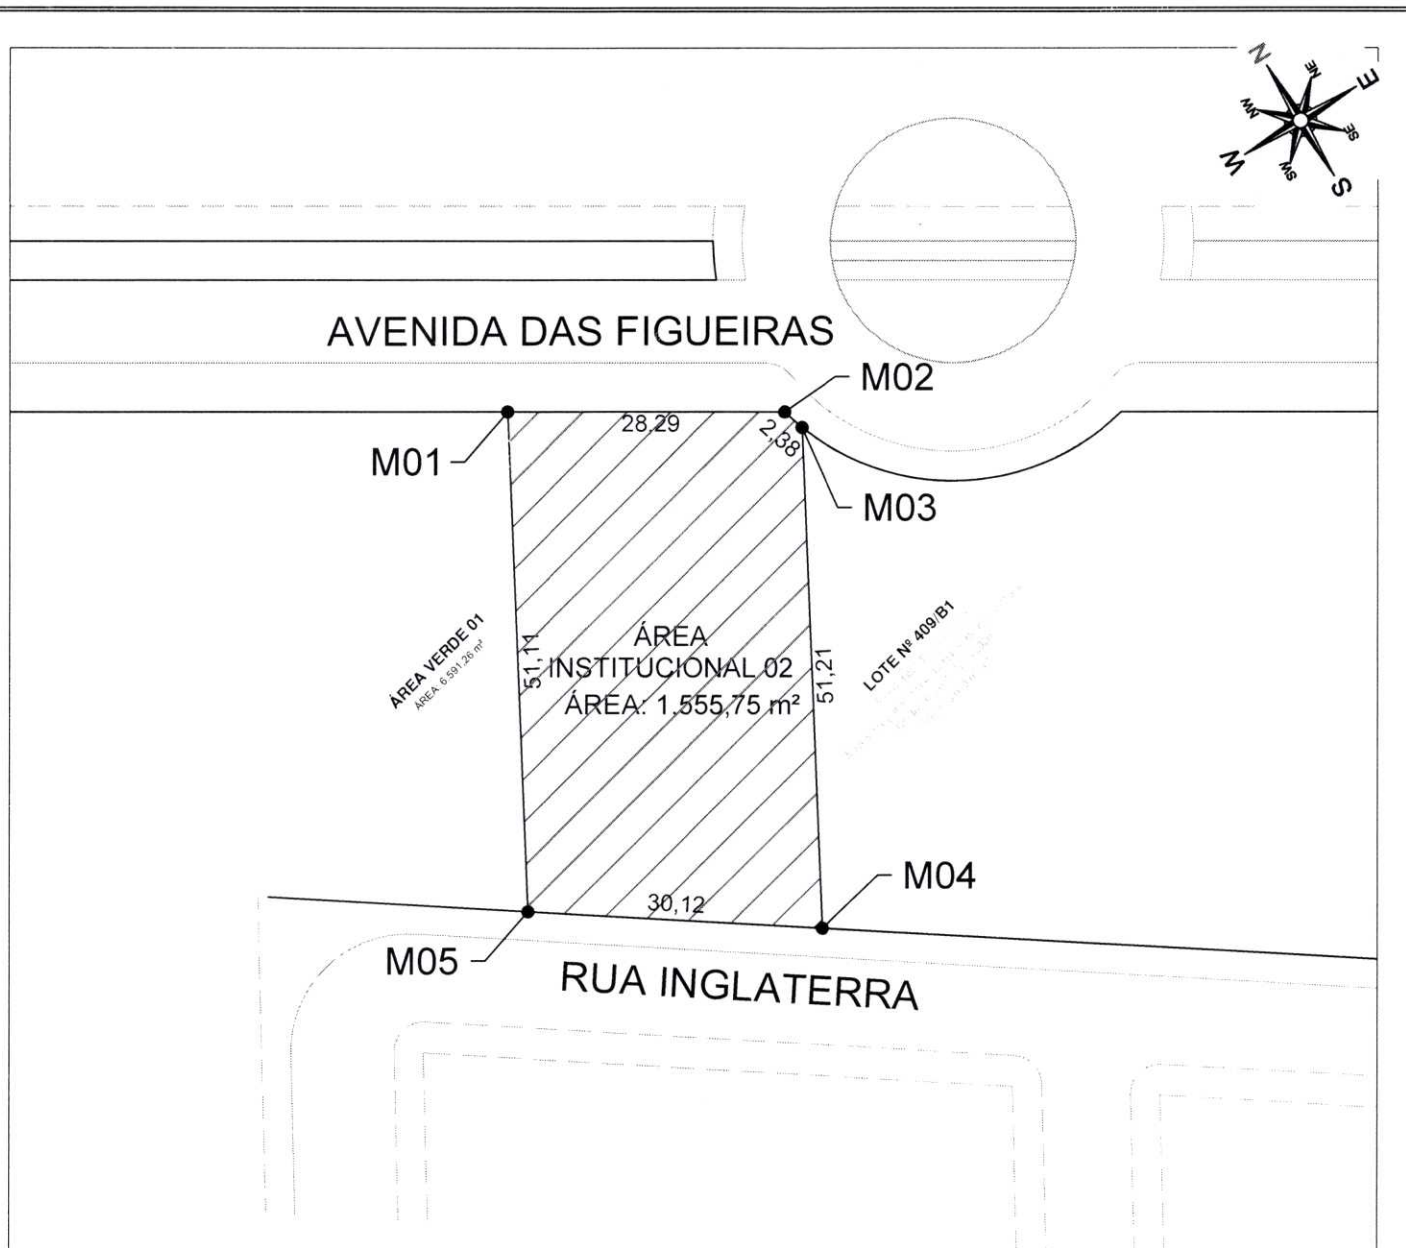 N
NE
E
NW
SE
W
SW
S
AVENIDA DAS FIGUEIRAS
M02
28,29
2,38
M01
M03
ÁREA VERDE 01
ÁREA 6.591,26 m²
51,11
ÁREA
INSTITUCIONAL 02
ÁREA: 1.555,75 m²
51,21
LOTE Nº 409/B1
M04
30,12
M05
RUA INGLATERRA